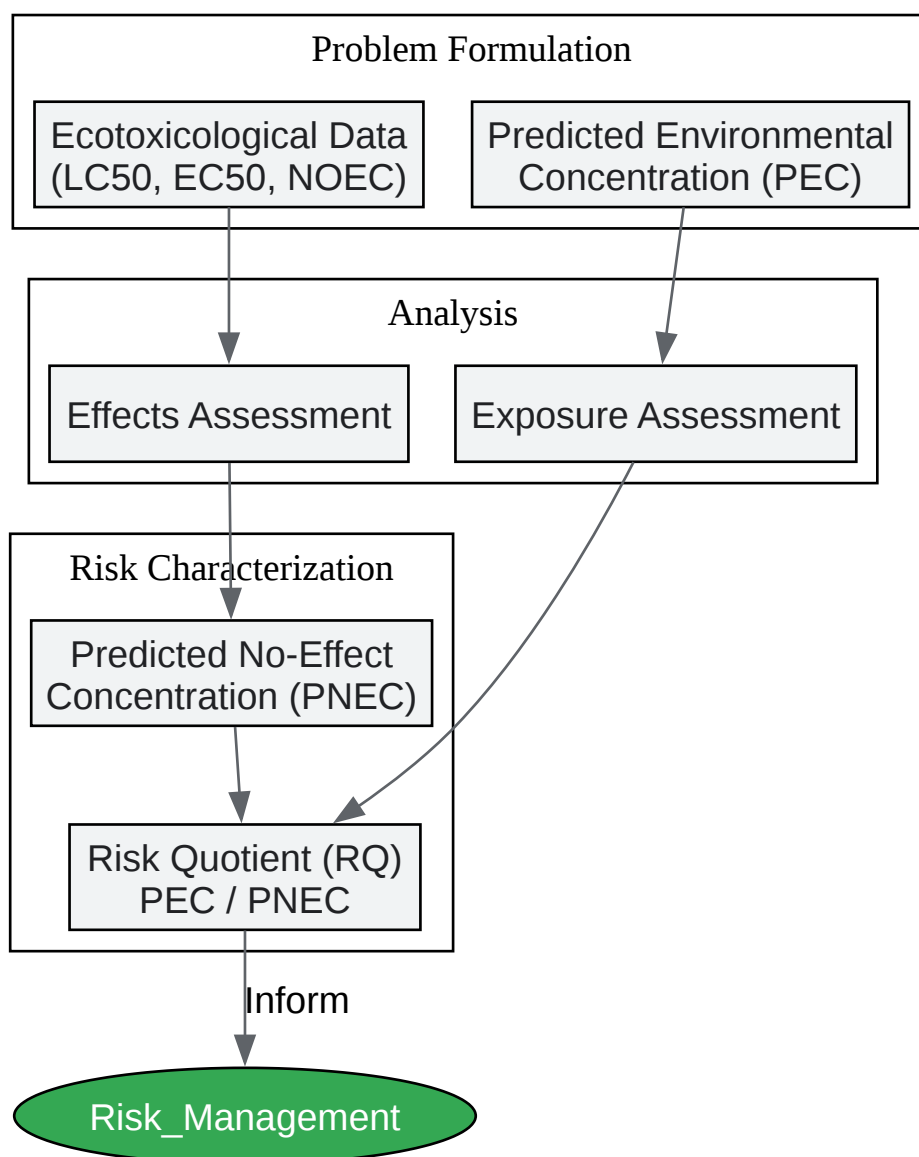 Problem Formulation
Ecotoxicological Data
(LC50, EC50, NOEC)
Predicted Environmental
Concentration (PEC)
Analysis
Effects Assessment
Exposure Assessment
Risk Characterization
Predicted No-Effect
Concentration (PNEC)
Risk Quotient (RQ)
PEC / PNEC
Inform
Risk_Management